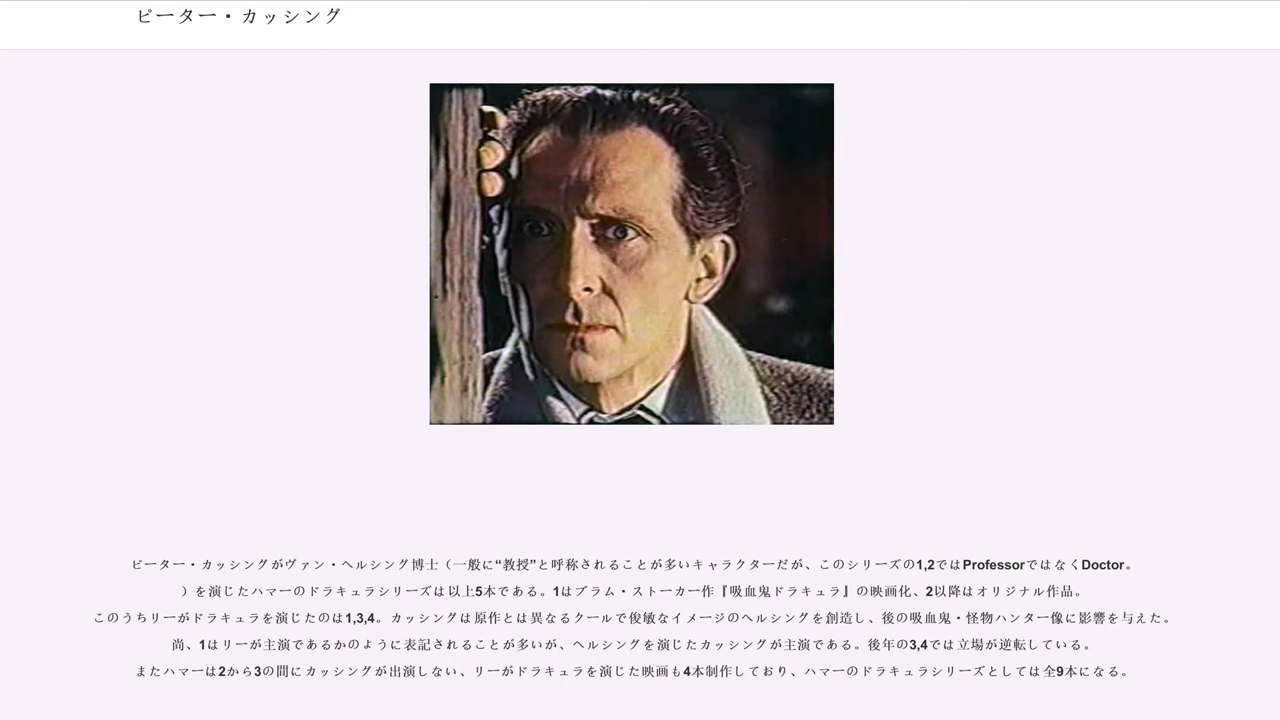 ピーター・カッシング
ピーター・カッシングがヴァン・ヘルシング博士（一般に“教授”と呼称されることが多いキャラクターだが、このシリーズの1,2ではProfessorではなくDoctor。
）を演じたハマーのドラキュラシリーズは以上5本である。1はブラム・ストーカー作『吸血鬼ドラキュラ』の映画化、2以降はオリジナル作品。
このうちリーがドラキュラを演じたのは1,3,4。カッシングは原作とは異なるクールで俊敏なイメージのヘルシングを創造し、後の吸血鬼・怪物ハンター像に影響を与えた。
尚、1はリーが主演であるかのように表記されることが多いが、ヘルシングを演じたカッシングが主演である。後年の3,4では立場が逆転している。
またハマーは2から3の間にカッシングが出演しない、リーがドラキュラを演じた映画も4本制作しており、ハマーのドラキュラシリーズとしては全9本になる。